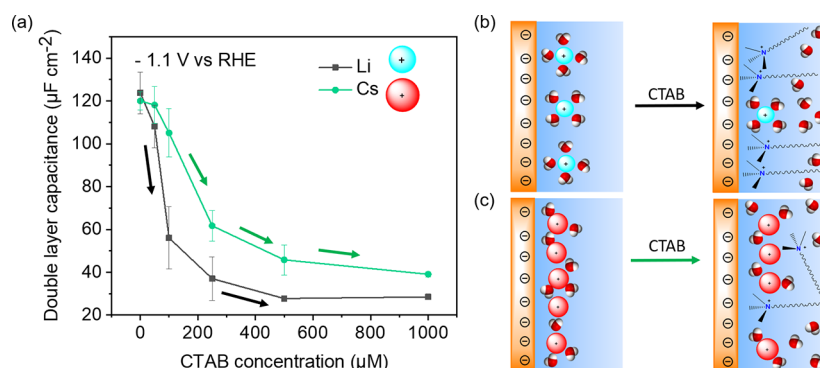 (a)
- 1.1 V vs RHE
Li
Cs
Double layer capacitance (µF cm⁻²)
140
120
100
80
60
40
20
0 200 400 600 800 1000
CTAB concentration (µM)
(b)
CTAB
N
N
N
N
(c)
CTAB
N
N